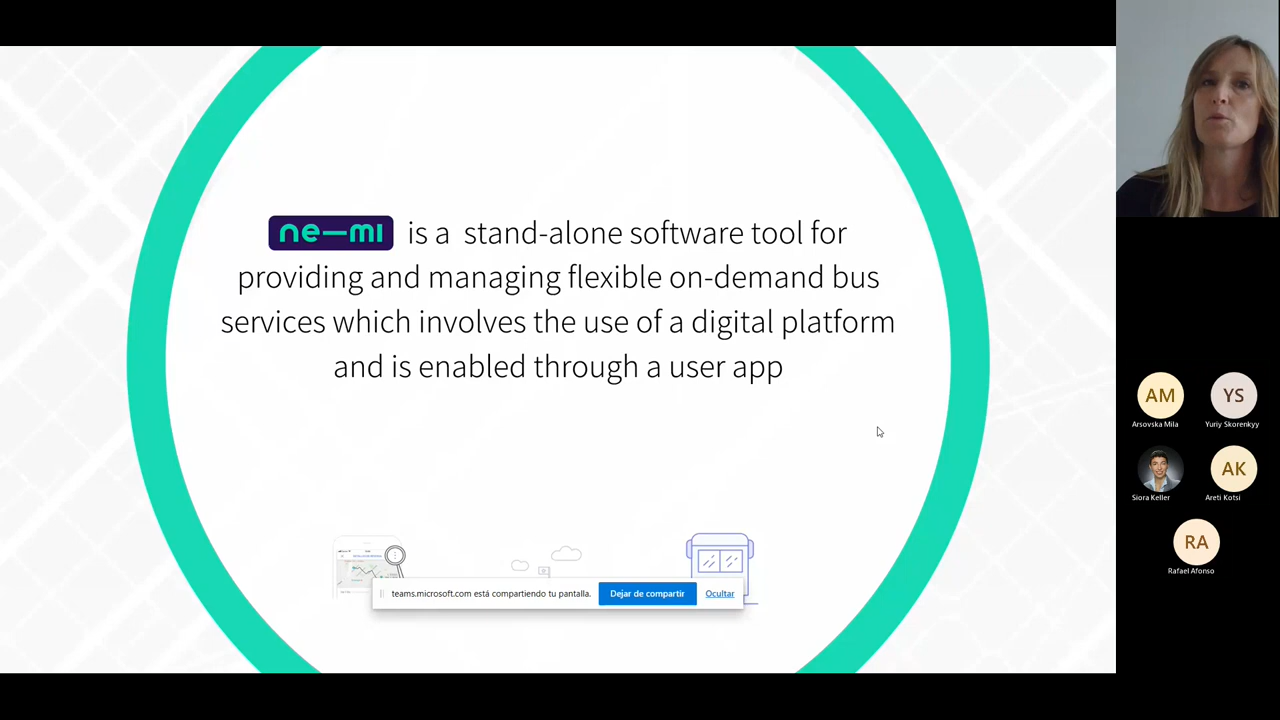 ne—mi is a stand-alone software tool for
providing and managing flexible on-demand bus
services which involves the use of a digital platform
and is enabled through a user app
teams.microsoft.com está compartiendo tu pantalla.
Dejar de compartir
Ocultar
AM
Arsovska Mila
YS
Yuriy Skorenkyy
Siora Keller
AK
Areti Kotsi
RA
Rafael Afonso